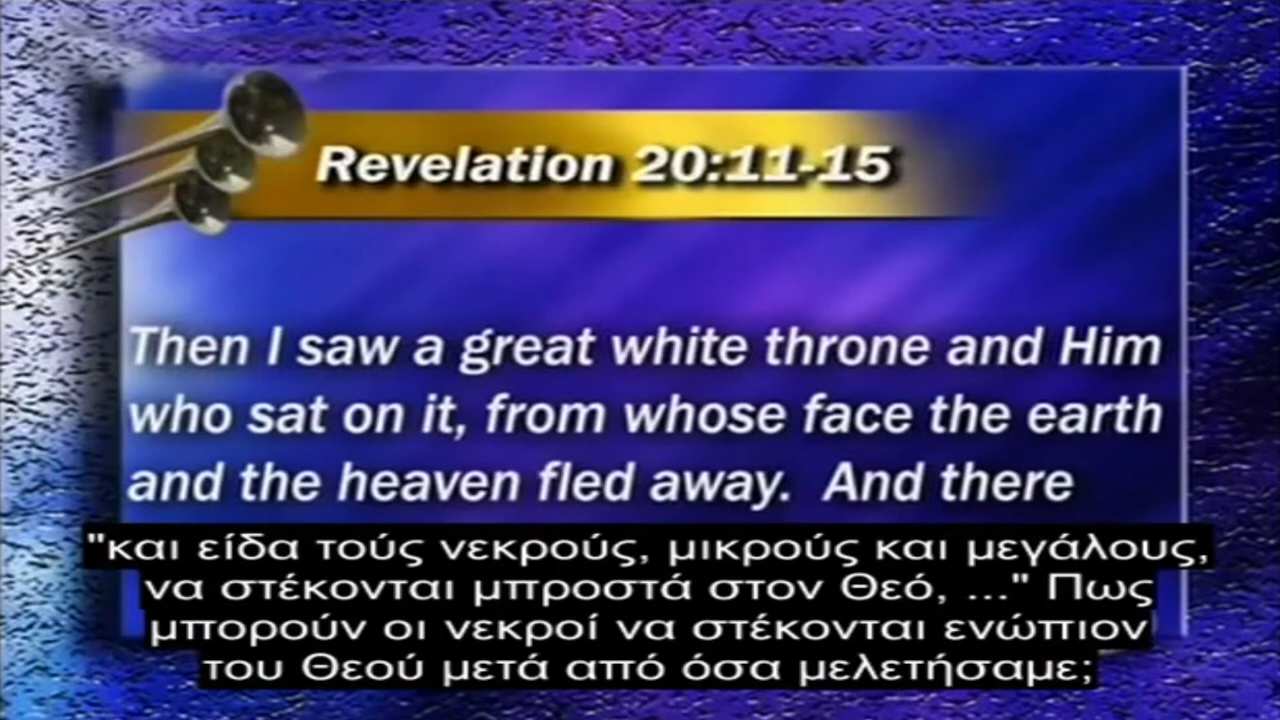 Revelation 20:11-15
Then I saw a great white throne and Him
who sat on it, from whose face the earth
and the heaven fled away.  And there
"και είδα τούς νεκρούς, μικρούς και μεγάλους,
να στέκονται μπροστά στον Θεό, ..." Πως
μπορούν οι νεκροί να στέκονται ενώπιον
του Θεού μετά από όσα μελετήσαμε;